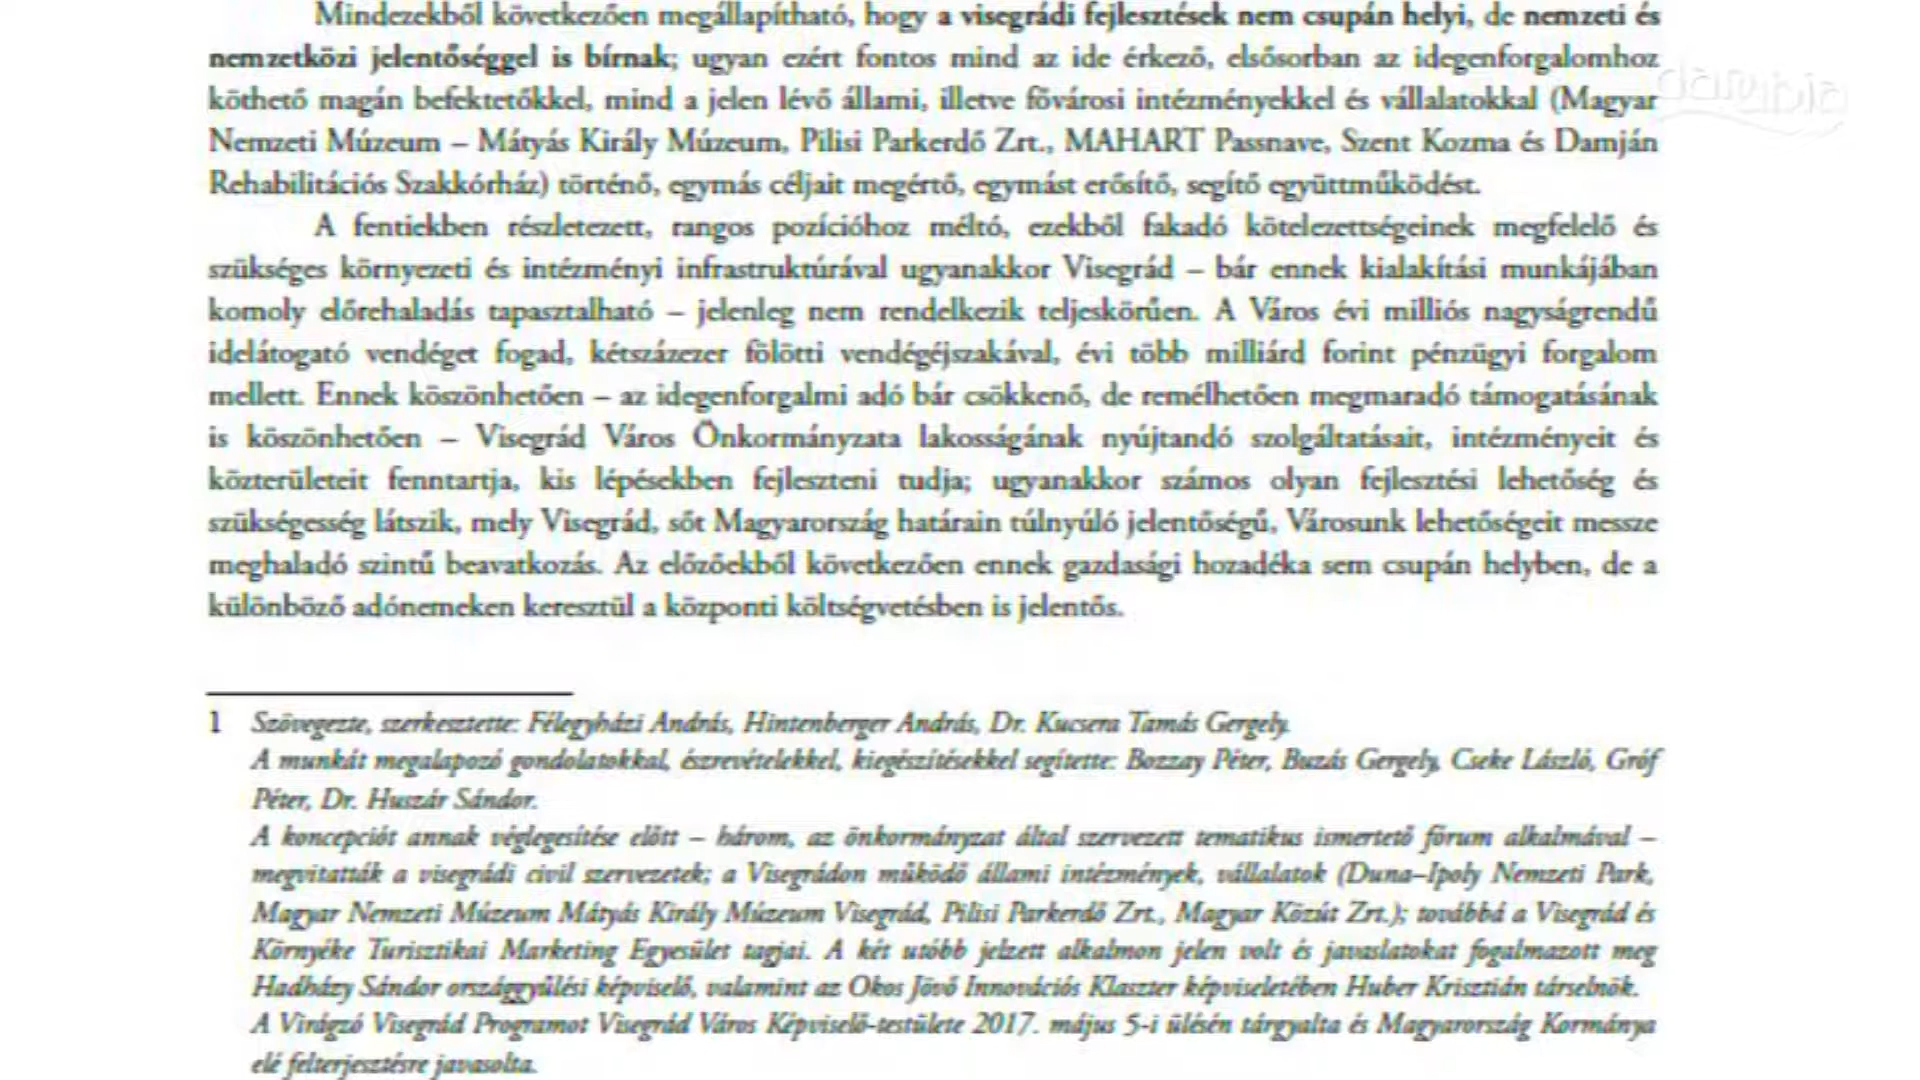 Mindezekből következően megállapítható, hogy a visegrádi fejlesztések nem csupán helyi, de nemzeti és
nemzetközi jelentőséggel is bírnak; ugyan ezért fontos mind az ide érkező, elsősorban az idegenforgalomhoz
köthető magán befektetőkkel, mind a jelen lévő állami, illetve fővárosi intézményekkel és vállalatokkal (Magyar
danubia
Nemzeti Múzeum – Mátyás Király Múzeum, Pilisi Parkerdő Zrt., MAHART Passnave, Szent Kozma és Damján
Rehabilitációs Szakkórház) történő, egymás céljait megértő, egymást erősítő, segítő együttműködést.
A fentiekben részletezett, rangos pozícióhoz méltó, ezekből fakadó kötelezettségeinek megfelelő és
szükséges környezeti és intézményi infrastruktúrával ugyanakkor Visegrád – bár ennek kialakítási munkájában
komoly előrehaladás tapasztalható – jelenleg nem rendelkezik teljeskörűen. A Város évi milliós nagyságrendű
idelátogató vendéget fogad, kétszázezer fölötti vendégéjszakával, évi több milliárd forint pénzügyi forgalom
mellett. Ennek köszönhetően – az idegenforgalmi adó bár csökkenő, de remélhetően megmaradó támogatásának
is köszönhetően – Visegrád Város Önkormányzata lakosságának nyújtandó szolgáltatásait, intézményeit és
közterületeit fenntartja, kis lépésekben fejleszteni tudja; ugyanakkor számos olyan fejlesztési lehetőség és
szükségesség látszik, mely Visegrád, sőt Magyarország határain túlnyúló jelentőségű, Városunk lehetőségeit messze
meghaladó szintű beavatkozás. Az előzőekből következően ennek gazdasági hozadéka sem csupán helyben, de a
különböző adónemeken keresztül a központi költségvetésben is jelentős.
1 Szövegezte, szerkesztette: Félegyházi András, Hintenberger András, Dr. Kucsera Tamás Gergely.
A munkát megalapozó gondolatokkal, észrevételekkel, kiegészítésekkel segítette: Bozzay Péter, Buzás Gergely, Cseke László, Gróf
Péter, Dr. Huszár Sándor.
A koncepciót annak véglegesítése előtt – három, az önkormányzat által szervezett tematikus ismertető fórum alkalmával –
megvitatták a visegrádi civil szervezetek; a Visegrádon működő állami intézmények, vállalatok (Duna–Ipoly Nemzeti Park,
Magyar Nemzeti Múzeum Mátyás Király Múzeum Visegrád, Pilisi Parkerdő Zrt., Magyar Közút Zrt.); továbbá a Visegrád és
Környéke Turisztikai Marketing Egyesület tagjai. A két utóbb jelzett alkalmon jelen volt és javaslatokat fogalmazott meg
Hadházy Sándor országgyűlési képviselő, valamint az Okos Jövő Innovációs Klaszter képviseletében Huber Krisztián társelnök.
A Virágzó Visegrád Programot Visegrád Város Képviselő-testülete 2017. május 5-i ülésén tárgyalta és Magyarország Kormánya
elé felterjesztésre javasolta.